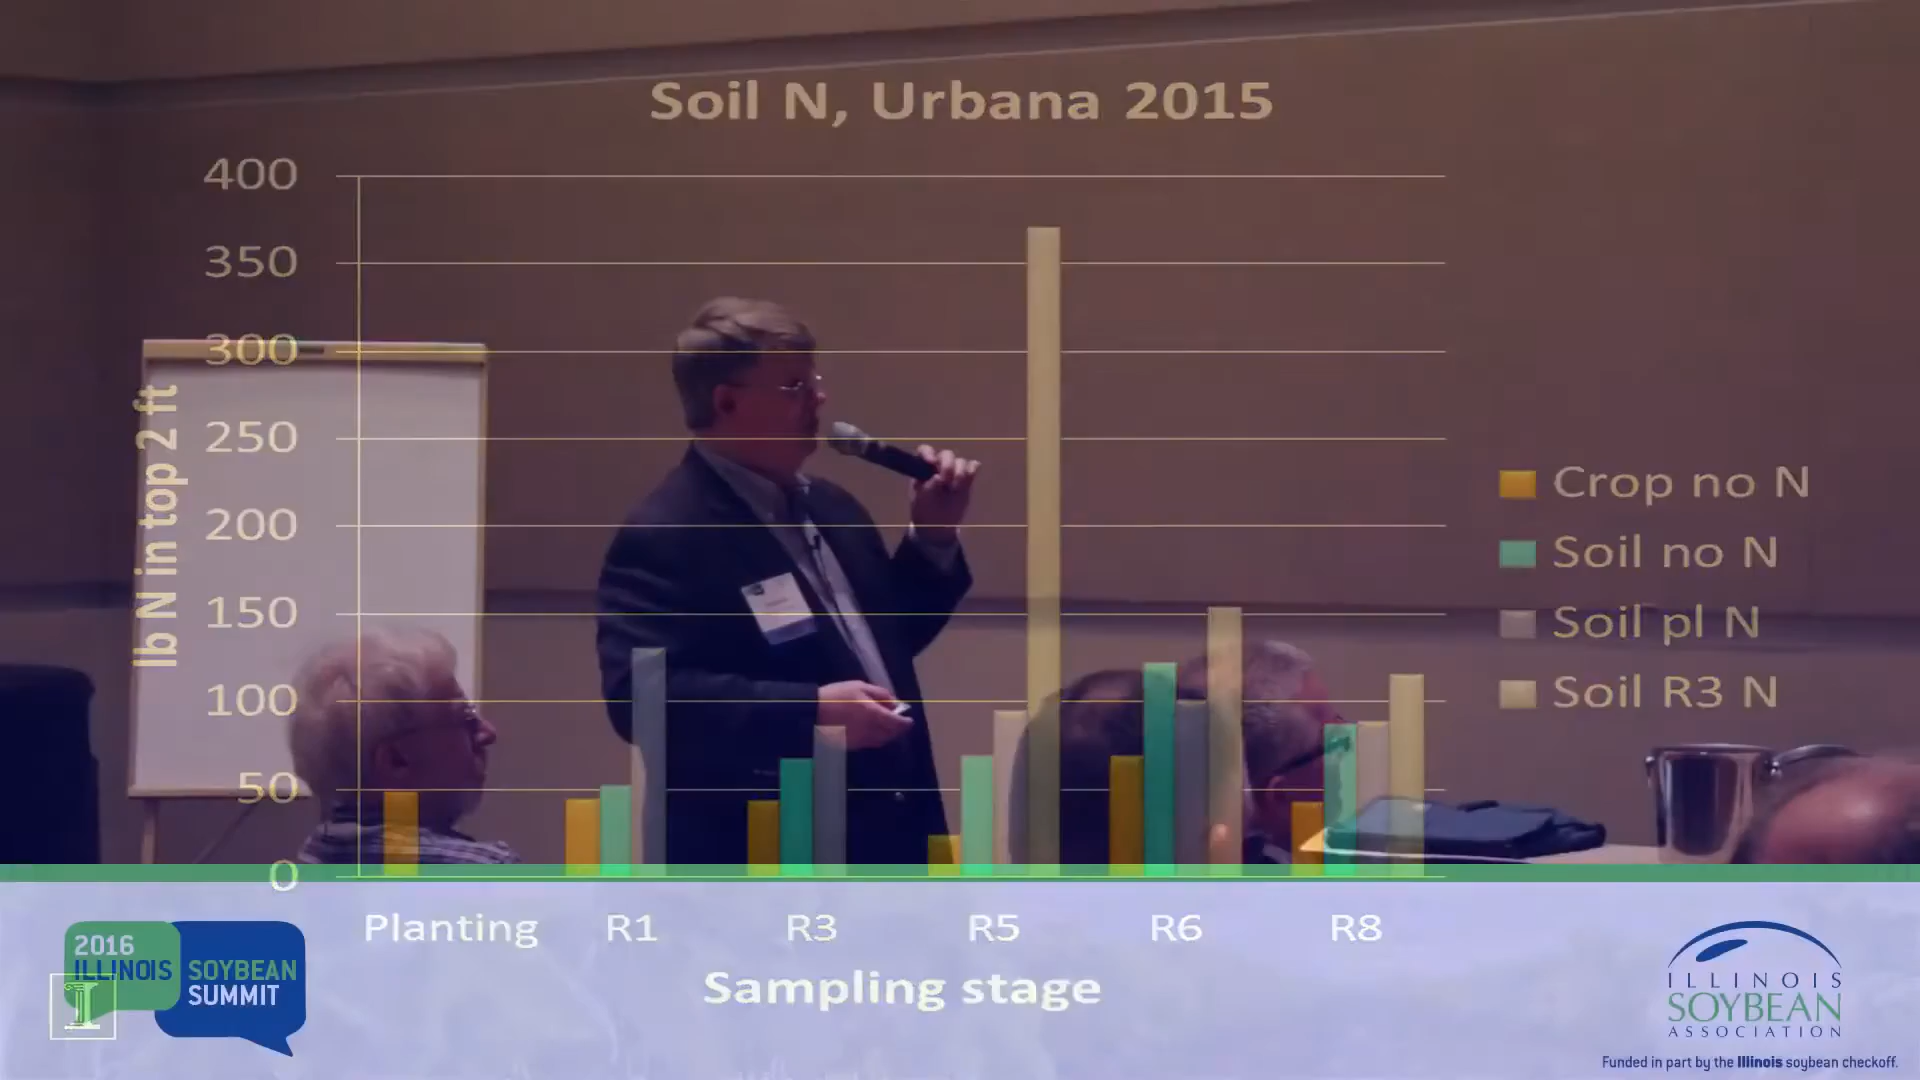 Soil N, Urbana 2015
400
350
300
250
200
150
100
50
0
lb N in top 2 ft
Crop no N
Soil no N
Soil pl N
Soil R3 N
Planting R1 R3 R5 R6 R8
Sampling stage
2016
ILLINOIS
SOYBEAN
SUMMIT
I
ILLINOIS
SOYBEAN
ASSOCIATION
Funded in part by the Illinois soybean checkoff.